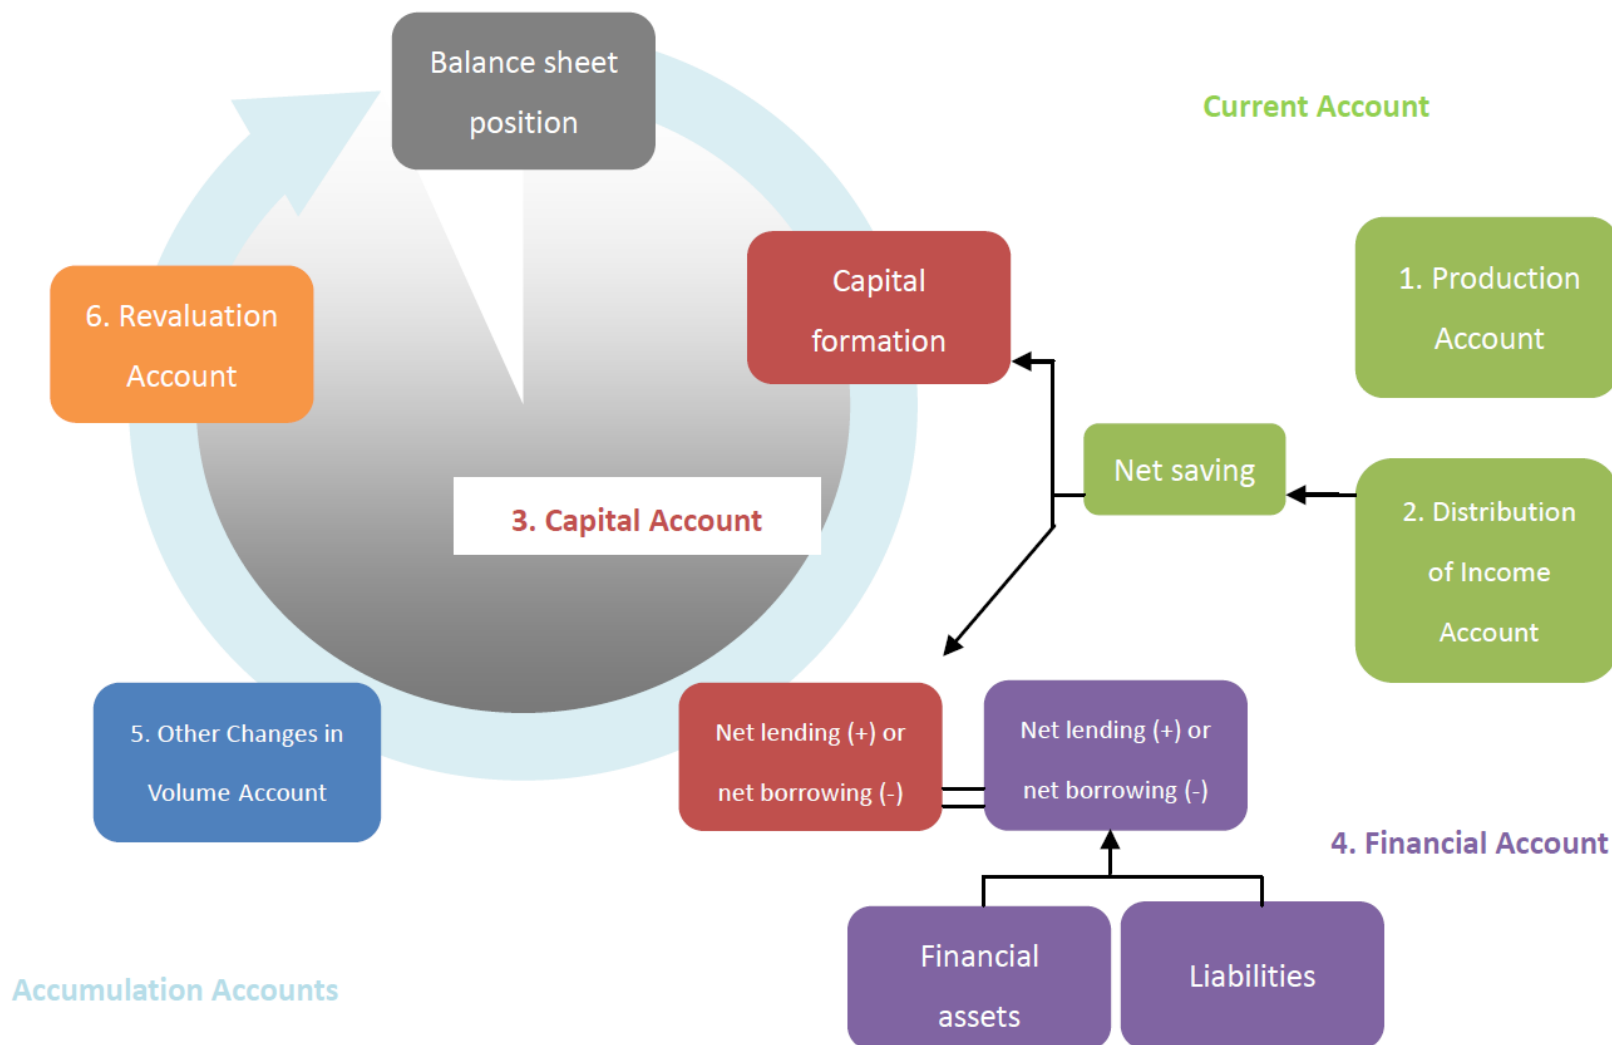 Balance sheet
position
Current Account
Capital
formation
1. Production
Account
6. Revaluation
Account
Net saving
2. Distribution
of Income
Account
3. Capital Account
5. Other Changes in
Volume Account
Net lending (+) or
net borrowing (-)
Net lending (+) or
net borrowing (-)
4. Financial Account
Financial
assets
Liabilities
Accumulation Accounts